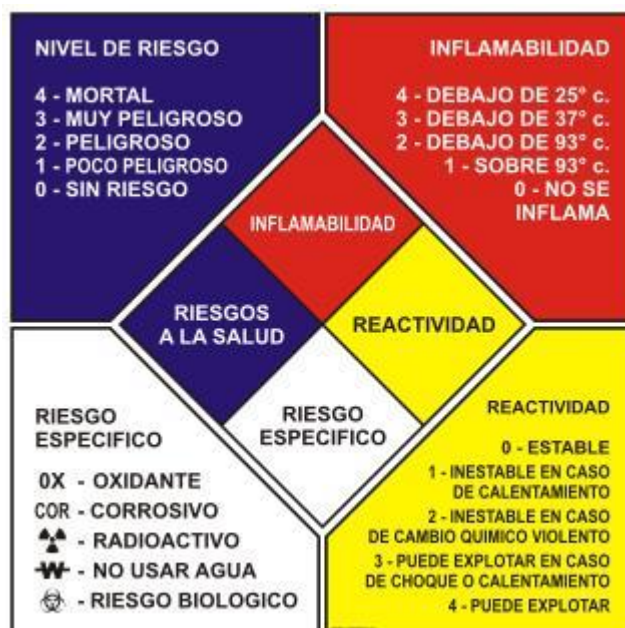 NIVEL DE RIESGO
4 - MORTAL
3 - MUY PELIGROSO
2 - PELIGROSO
1 - POCO PELIGROSO
0 - SIN RIESGO
INFLAMABILIDAD
4 - DEBAJO DE 25° c.
3 - DEBAJO DE 37° c.
2 - DEBAJO DE 93° c.
1 - SOBRE 93° c.
0 - NO SE
INFLAMA
INFLAMABILIDAD
RIESGOS
A LA SALUD
REACTIVIDAD
RIESGO
ESPECIFICO
RIESGO
ESPECIFICO
0X - OXIDANTE
COR - CORROSIVO
- RADIOACTIVO
W - NO USAR AGUA
- RIESGO BIOLOGICO
REACTIVIDAD
0 - ESTABLE
1 - INESTABLE EN CASO
DE CALENTAMIENTO
2 - INESTABLE EN CASO
DE CAMBIO QUIMICO VIOLENTO
3 - PUEDE EXPLOTAR EN CASO
DE CHOQUE O CALENTAMIENTO
4 - PUEDE EXPLOTAR